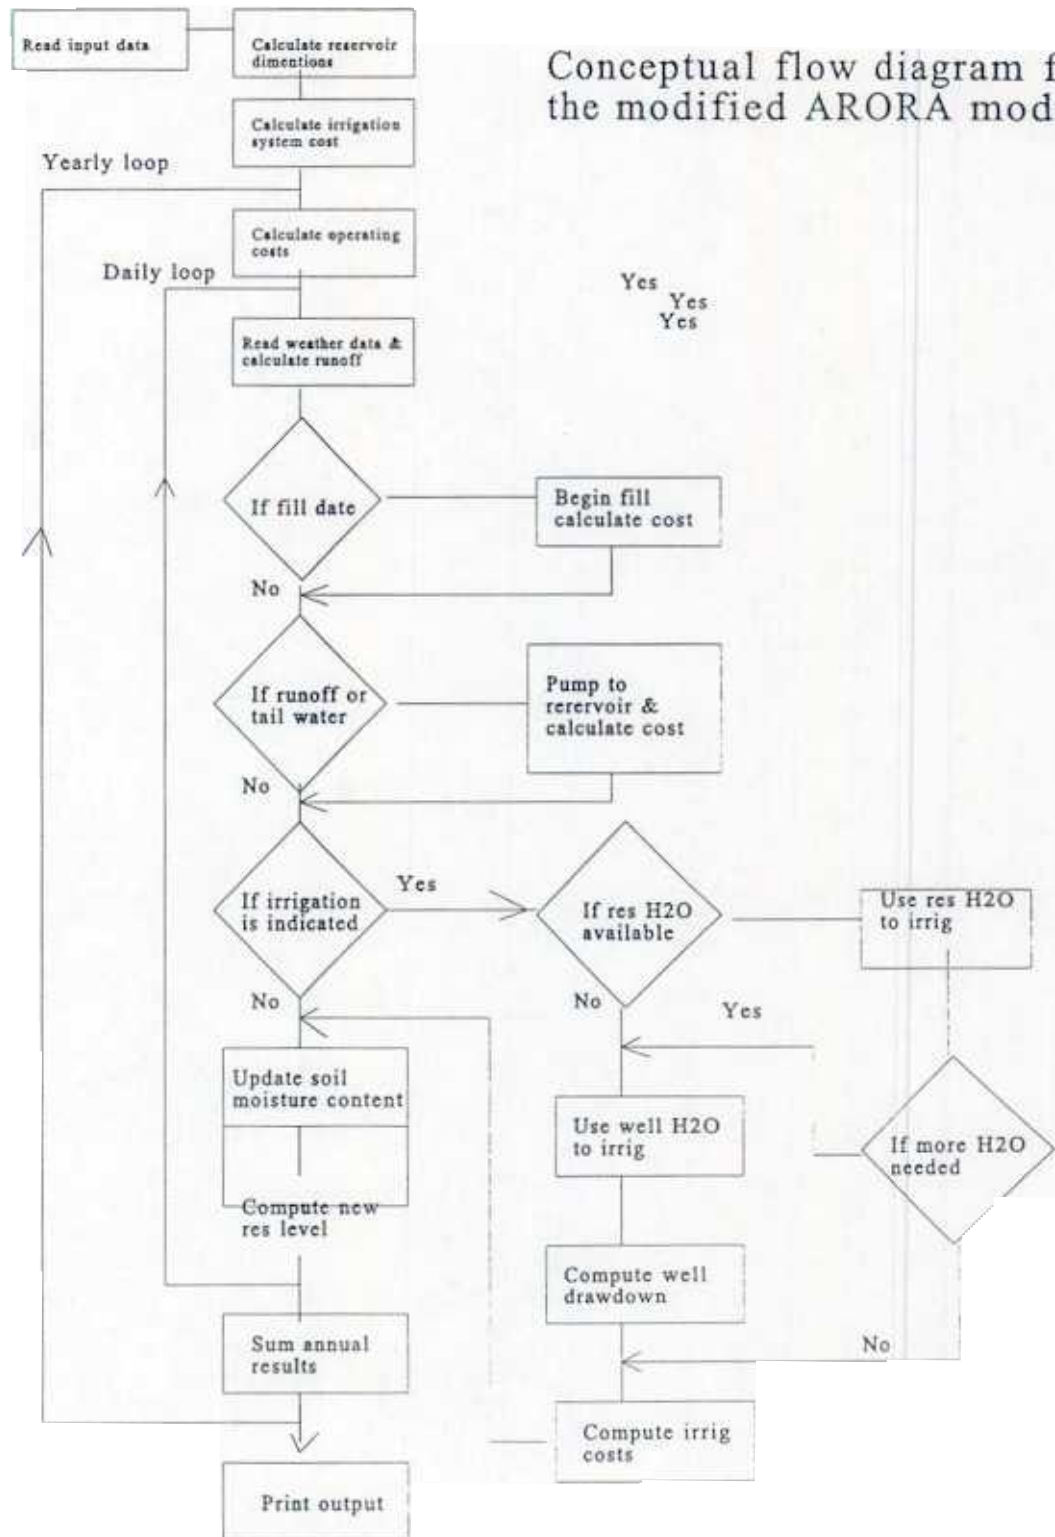 Read input data
Calculate reservoir
dimentions
Conceptual flow diagram f
the modified ARORA mod
Calculate irrigation
system cost
Yearly loop
Calculate operating
costs
Daily loop
Yes
Yes
Yes
Read weather data &
calculate runoff
If fill date
Begin fill
calculate cost
No
If runoff or
tail water
Pump to
rerervoir &
calculate cost
No
If irrigation
is indicated
Yes
If res H2O
available
Use res H2O
to irrig
No
No
Yes
Update soil
moisture content
Use well H2O
to irrig
If more H2O
needed
Compute new
res level
Compute well
drawdown
Sum annual
results
No
Compute irrig
costs
Print output